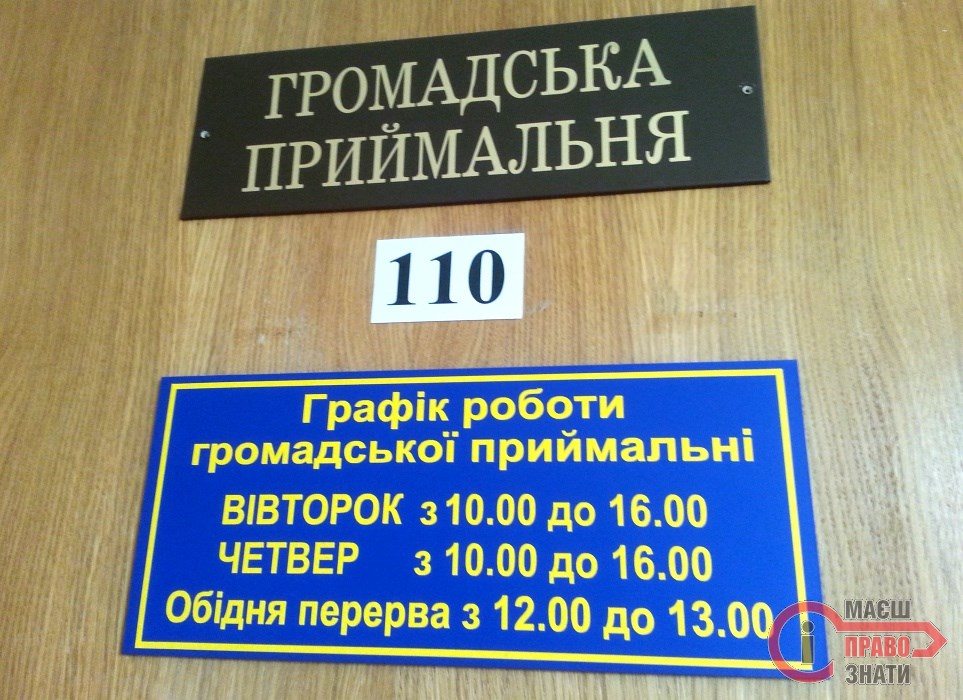 ГРОМАДСЬКА
ПРИЙМАЛЬНЯ
110
Графік роботи
громадської приймальні
ВІВТОРОК з 10.00 до 16.00
ЧЕТВЕР з 10.00 до 16.00
Обідня перерва з 12.00 до 13.00
і
МАЄШ
ПРАВО
ЗНАТИ